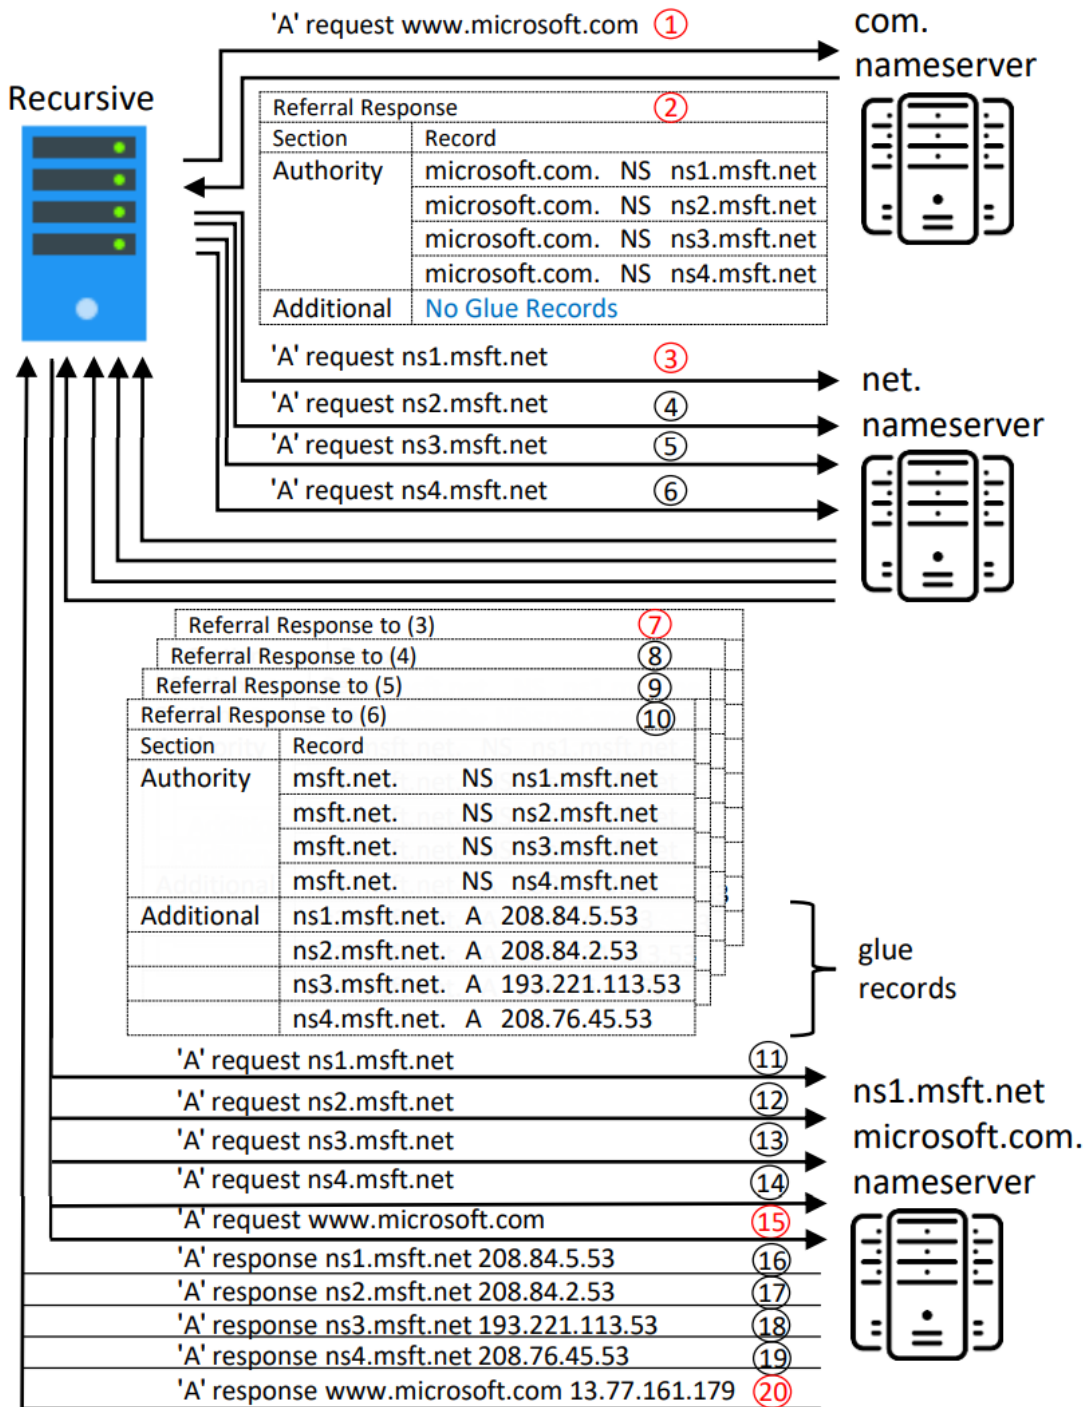 'A' request www.microsoft.com 1
com.
nameserver
Recursive
Referral Response 2
Section Record
Authority microsoft.com. NS ns1.msft.net
microsoft.com. NS ns2.msft.net
microsoft.com. NS ns3.msft.net
microsoft.com. NS ns4.msft.net
Additional No Glue Records
'A' request ns1.msft.net 3
'A' request ns2.msft.net 4
'A' request ns3.msft.net 5
'A' request ns4.msft.net 6
net.
nameserver
Referral Response to (3) 7
Referral Response to (4) 8
Referral Response to (5) 9
Referral Response to (6) 10
Section Record
Authority msft.net. NS ns1.msft.net
msft.net. NS ns2.msft.net
msft.net. NS ns3.msft.net
msft.net. NS ns4.msft.net
Additional ns1.msft.net. A 208.84.5.53
ns2.msft.net. A 208.84.2.53
ns3.msft.net. A 193.221.113.53
ns4.msft.net. A 208.76.45.53
glue
records
'A' request ns1.msft.net 11
'A' request ns2.msft.net 12
'A' request ns3.msft.net 13
'A' request ns4.msft.net 14
'A' request www.microsoft.com 15
ns1.msft.net
microsoft.com.
nameserver
'A' response ns1.msft.net 208.84.5.53 16
'A' response ns2.msft.net 208.84.2.53 17
'A' response ns3.msft.net 193.221.113.53 18
'A' response ns4.msft.net 208.76.45.53 19
'A' response www.microsoft.com 13.77.161.179 20